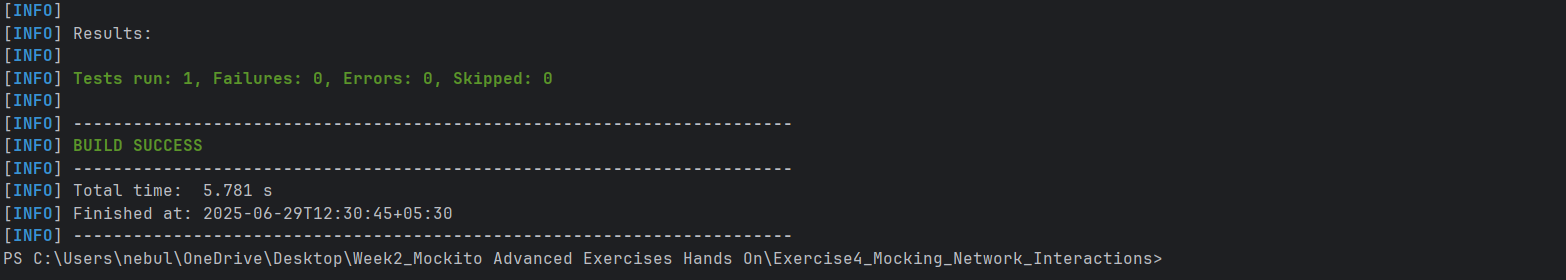 [INFO]
[INFO] Results:
[INFO]
[INFO] Tests run: 1, Failures: 0, Errors: 0, Skipped: 0
[INFO]
[INFO] ------------------------------------------------------------------------
[INFO] BUILD SUCCESS
[INFO] ------------------------------------------------------------------------
[INFO] Total time:  5.781 s
[INFO] Finished at: 2025-06-29T12:30:45+05:30
[INFO] ------------------------------------------------------------------------
PS C:\Users\nebul\OneDrive\Desktop\Week2_Mockito Advanced Exercises Hands On\Exercise4_Mocking_Network_Interactions>